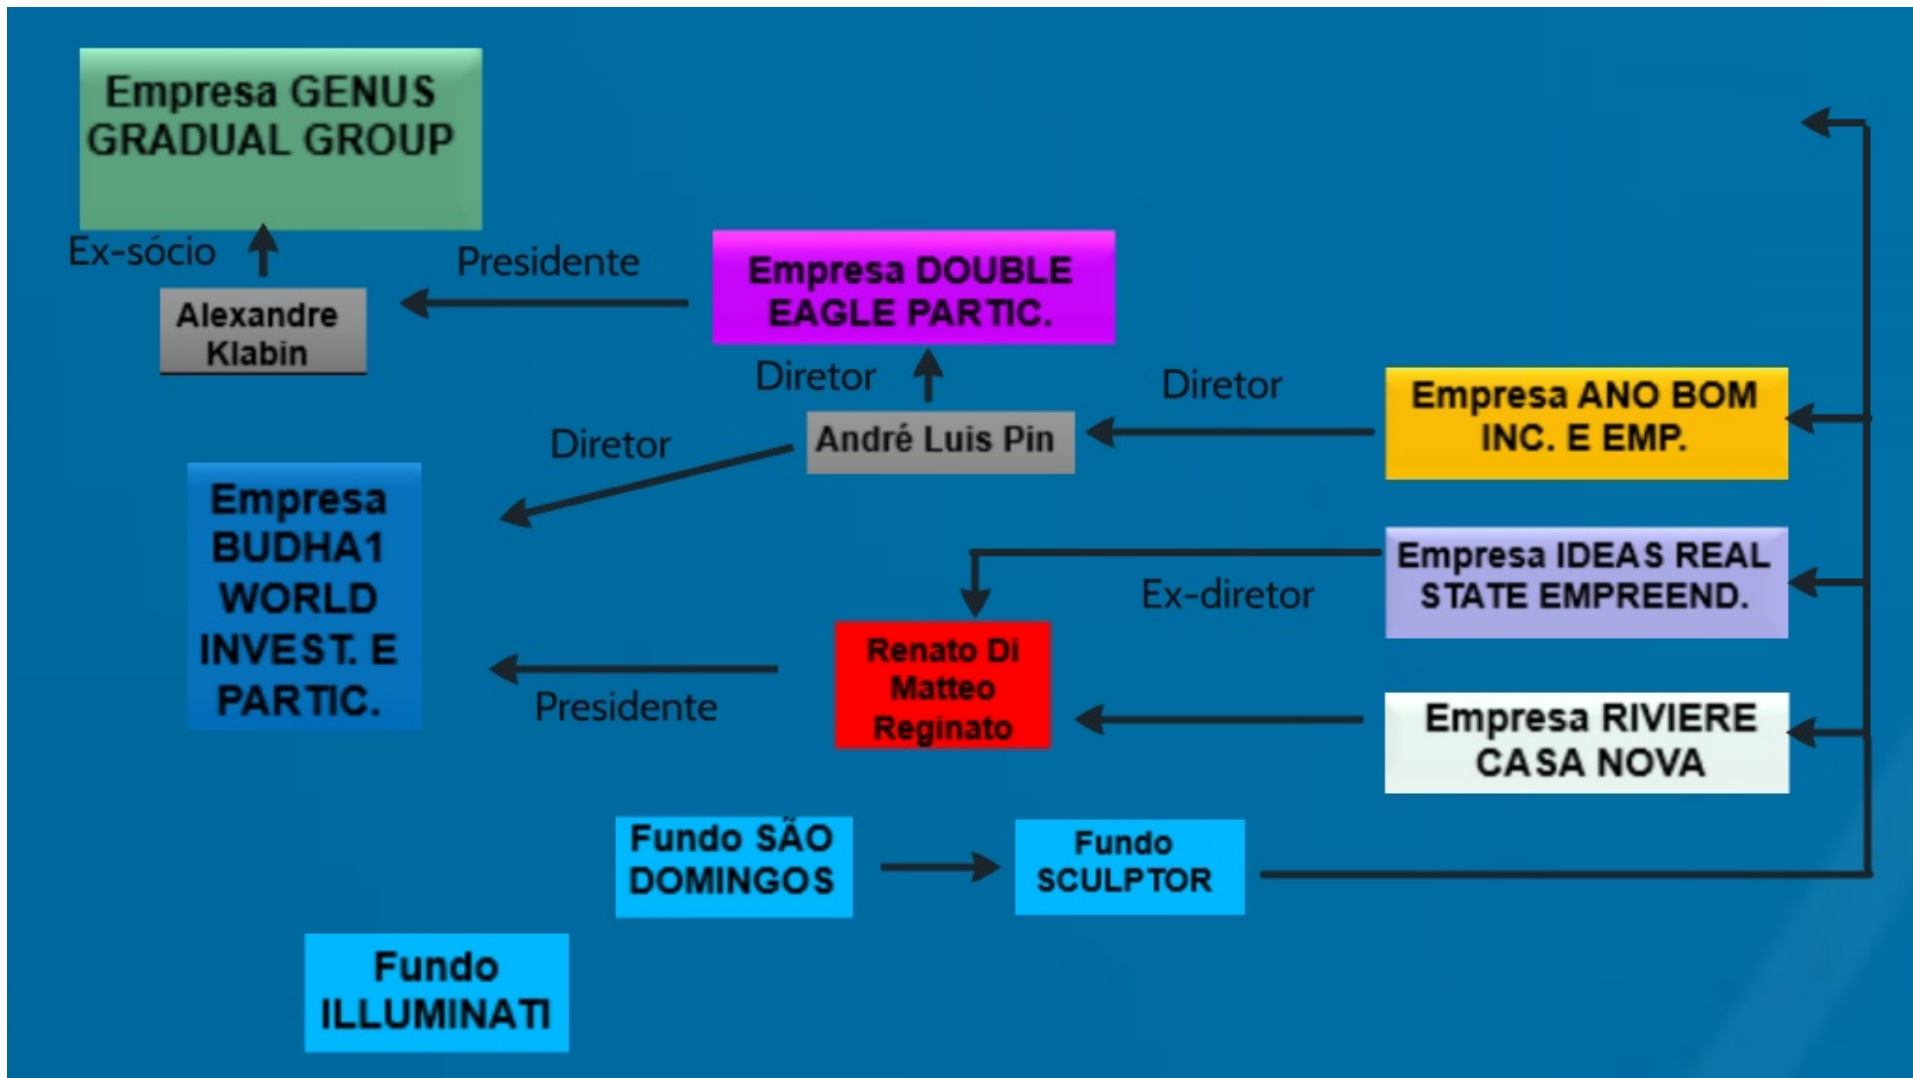 Empresa GENUS
GRADUAL GROUP
Ex-sócio
Alexandre
Klabin
Presidente
Empresa DOUBLE
EAGLE PARTIC.
Diretor
André Luis Pin
Diretor
Empresa ANO BOM
INC. E EMP.
Diretor
Empresa
BUDHA1
WORLD
INVEST. E
PARTIC.
Empresa IDEAS REAL
STATE EMPREEND.
Ex-diretor
Renato Di
Matteo
Reginato
Presidente
Empresa RIVIERE
CASA NOVA
Fundo SÃO
DOMINGOS
Fundo
SCULPTOR
Fundo
ILLUMINATI